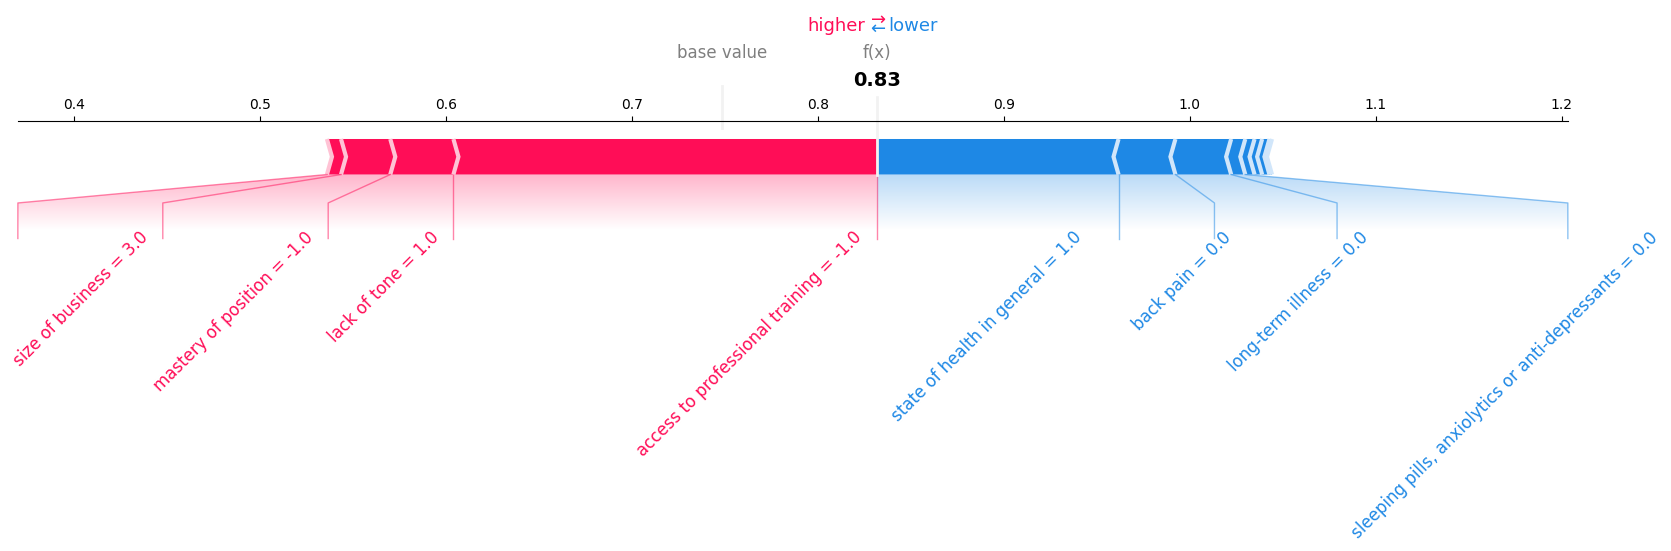 higher ⇄ lower
base value f(x)
0.83
0.4 0.5 0.6 0.7 0.8 0.9 1.0 1.1 1.2
size of business = 3.0
mastery of position = -1.0
lack of tone = 1.0
access to professional training = -1.0
state of health in general = 1.0
back pain = 0.0
long-term illness = 0.0
sleeping pills, anxiolytics or anti-depressants = 0.0